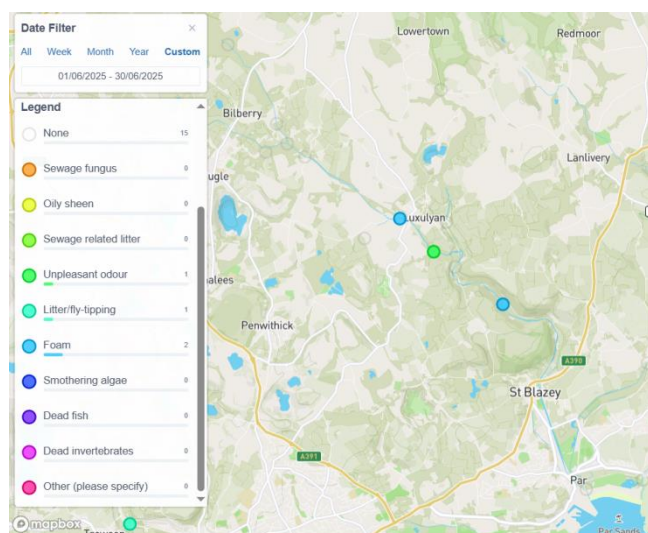 Date Filter ×
All Week Month Year Custom
01/06/2025 - 30/06/2025
Legend
None 15
Sewage fungus 0
Oily sheen 0
Sewage related litter 0
Unpleasant odour 1
Litter/fly-tipping 1
Foam 2
Smothering algae 0
Dead fish 0
Dead invertebrates 0
Other (please specify) 0
mapbox
Lowertown
Redmoor
Bilberry
Lanlivery
ugle
uxulyan
alees
Penwithick
A390
St Blazey
A391
Par
Par Sands